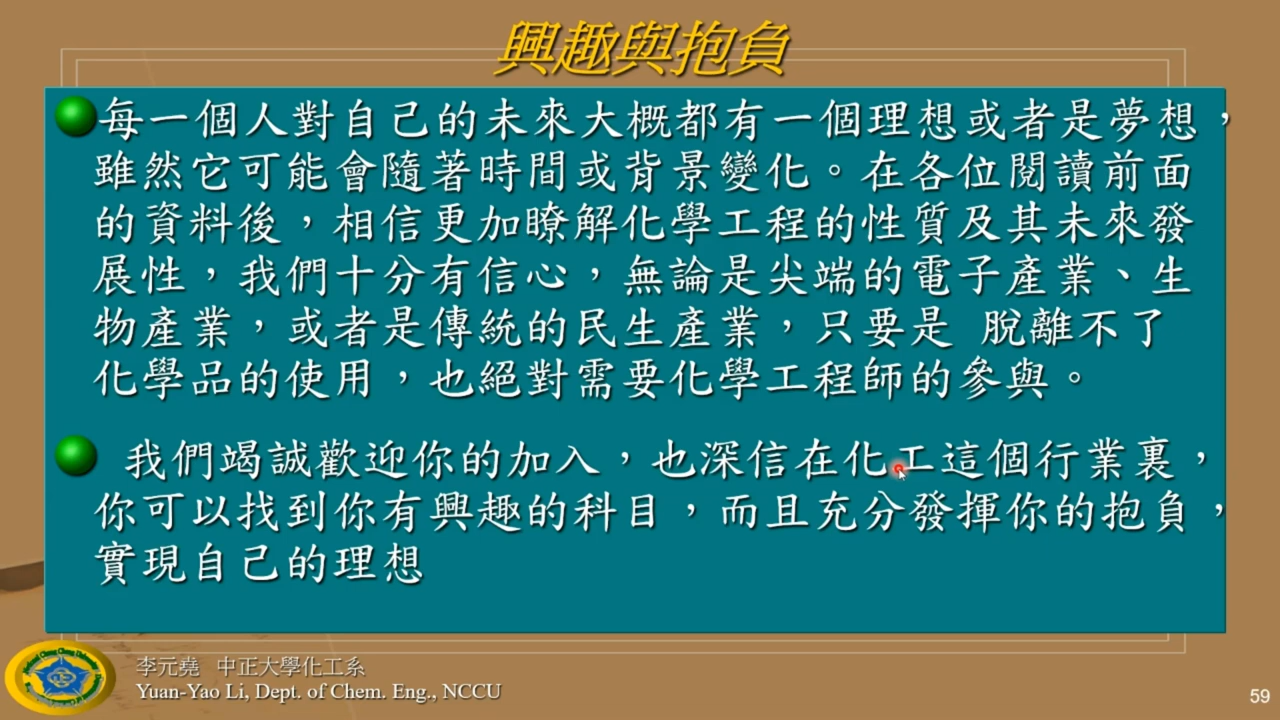 興趣與抱負
每一個人對自己的未來大概都有一個理想或者是夢想，
雖然它可能會隨著時間或背景變化。在各位閱讀前面
的資料後，相信更加瞭解化學工程的性質及其未來發
展性，我們十分有信心，無論是尖端的電子產業、生
物產業，或者是傳統的民生產業，只要是 脫離不了
化學品的使用，也絕對需要化學工程師的參與。
我們竭誠歡迎你的加入，也深信在化工這個行業裏，
你可以找到你有興趣的科目，而且充分發揮你的抱負，
實現自己的理想
李元堯 中正大學化工系
Yuan-Yao Li, Dept. of Chem. Eng., NCCU
59